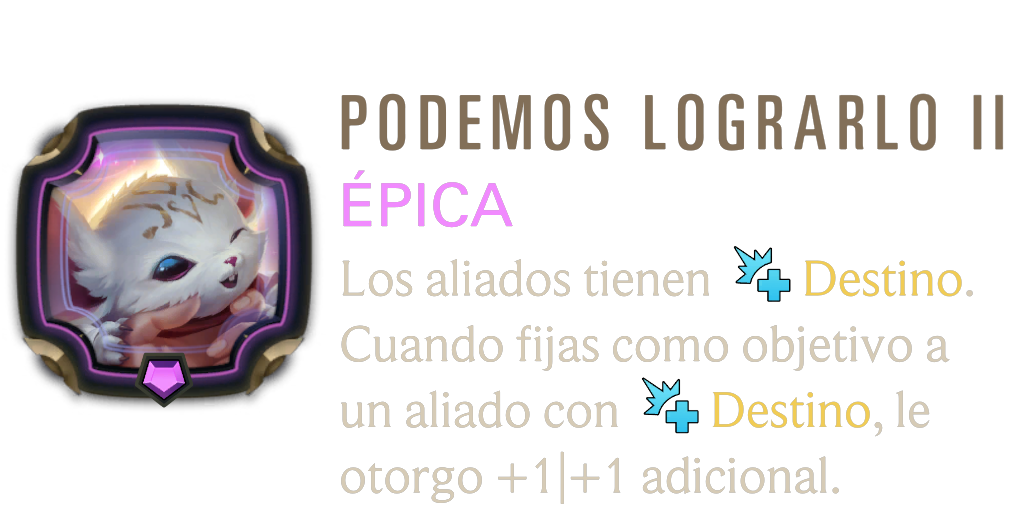 PODEMOS LOGRARLO II
ÉPICA
Los aliados tienen Destino.
Cuando fijas como objetivo a
un aliado con Destino, le
otorgo +1|+1 adicional.